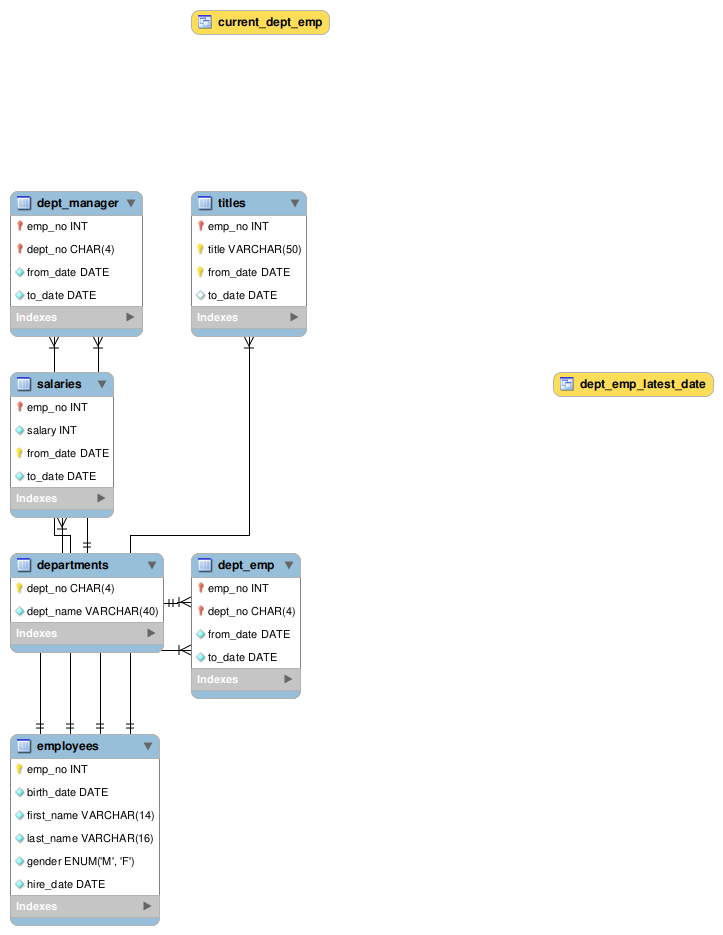 current_dept_emp
dept_manager
emp_no INT
dept_no CHAR(4)
from_date DATE
to_date DATE
Indexes
titles
emp_no INT
title VARCHAR(50)
from_date DATE
to_date DATE
Indexes
salaries
emp_no INT
salary INT
from_date DATE
to_date DATE
Indexes
dept_emp_latest_date
departments
dept_no CHAR(4)
dept_name VARCHAR(40)
Indexes
dept_emp
emp_no INT
dept_no CHAR(4)
from_date DATE
to_date DATE
Indexes
employees
emp_no INT
birth_date DATE
first_name VARCHAR(14)
last_name VARCHAR(16)
gender ENUM('M', 'F')
hire_date DATE
Indexes